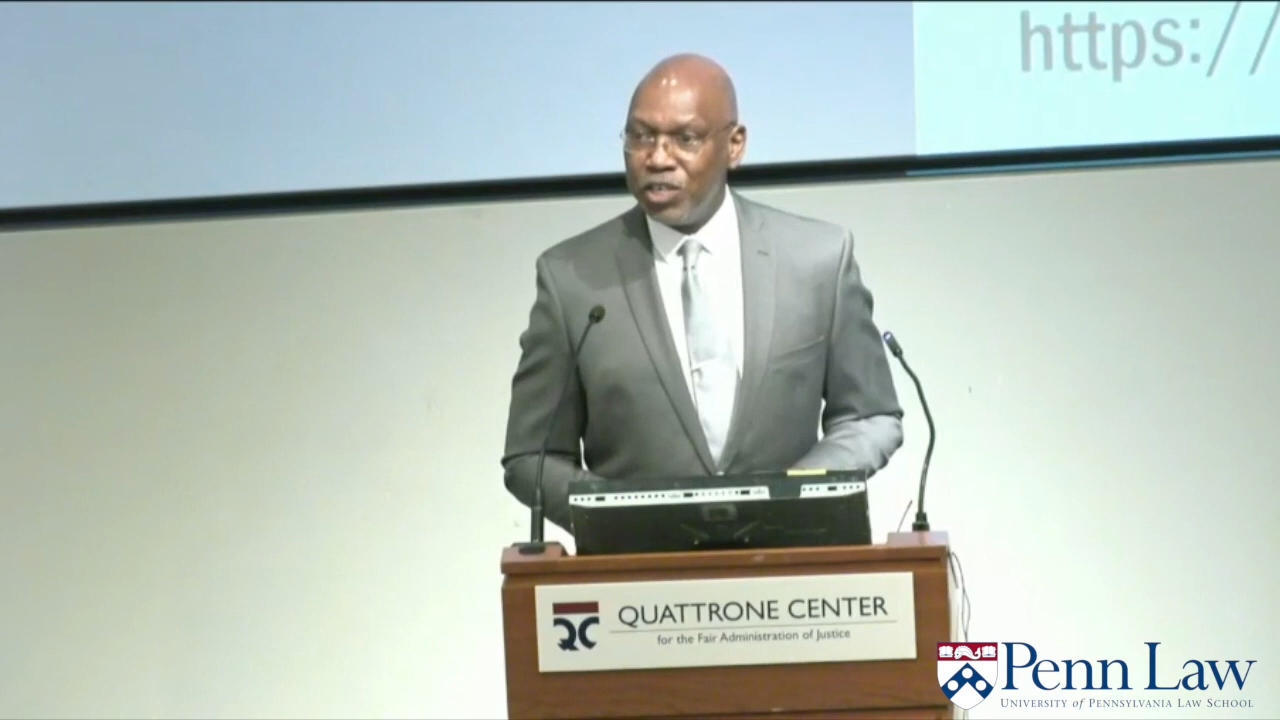 https://
QUATTRONE CENTER
QC
for the Fair Administration of Justice
Penn Law
UNIVERSITY OF PENNSYLVANIA LAW SCHOOL